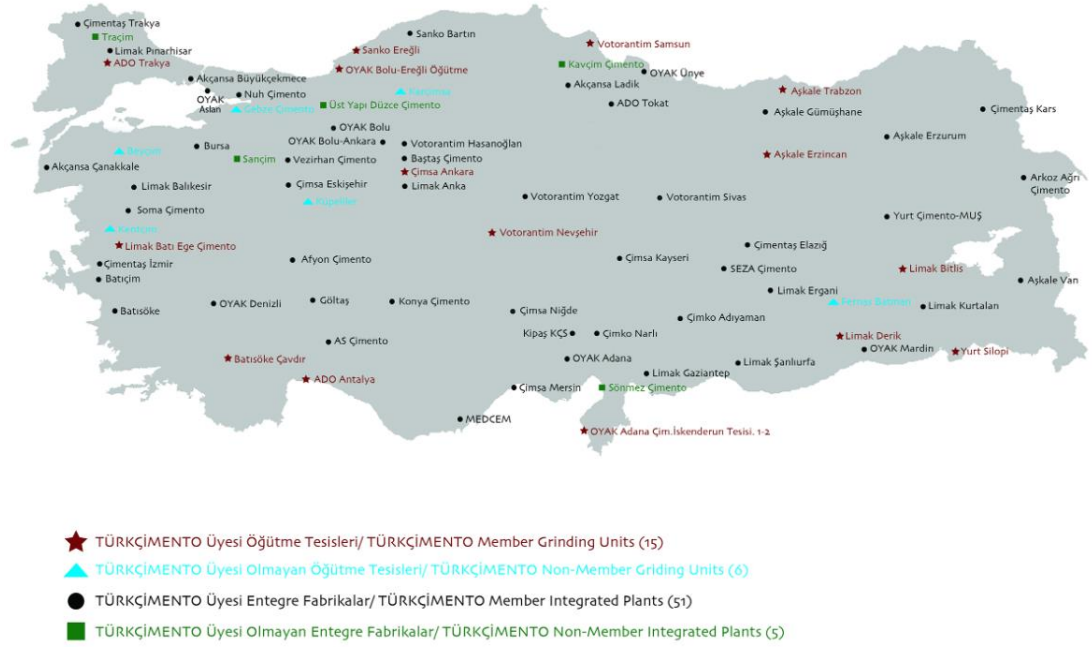 Çimentaş Trakya
Traçim
Limak Pınarhisar
ADO Trakya
Akçansa Büyükçekmece
OYAK
Aslan
Nuh Çimento
Gebze Çimento
Sanko Bartın
Sanko Ereğli
OYAK Bolu-Ereğli Öğütme
Üst Yapı Düzce Çimento
Votorantim Samsun
Kavçim Çimento
OYAK Ünye
Akçansa Ladik
ADO Tokat
Aşkale Trabzon
Aşkale Gümüşhane
Çimentaş Kars
Aşkale Erzurum
Aşkale Erzincan
Arkoz Ağrı
Çimento
OYAK Bolu
OYAK Bolu-Ankara
Votorantim Hasanoğlan
Baştaş Çimento
Çimsa Ankara
Limak Anka
Bursa
Sançim
Vezirhan Çimento
Akçansa Çanakkale
Limak Balıkesir
Çimsa Eskişehir
Soma Çimento
Votorantim Yozgat
Votorantim Sivas
Yurt Çimento-MUŞ
Limak Batı Ege Çimento
Votorantim Nevşehir
Çimentaş Elazığ
Çimentaş İzmir
Batıçim
Afyon Çimento
Çimsa Kayseri
SEZA Çimento
Limak Bitlis
Aşkale Van
Batısöke
OYAK Denizli
Göltaş
Konya Çimento
Limak Ergani
Limak Kurtalan
Çimsa Niğde
Çimko Adıyaman
Kipaş KÇS
Çimko Narlı
AS Çimento
Limak Derik
OYAK Mardin
Yurt Silopi
Batısöke Çavdır
OYAK Adana
Limak Şanlıurfa
ADO Antalya
Limak Gaziantep
Çimsa Mersin
Sönmez Çimento
MEDCEM
OYAK Adana Çim.İskenderun Tesisi. 1-2
TÜRKÇİMENTO Üyesi Öğütme Tesisleri/ TÜRKÇİMENTO Member Grinding Units (15)
TÜRKÇİMENTO Üyesi Olmayan Öğütme Tesisleri/ TÜRKÇİMENTO Non-Member Griding Units (6)
TÜRKÇİMENTO Üyesi Entegre Fabrikalar/ TÜRKÇİMENTO Member Integrated Plants (51)
TÜRKÇİMENTO Üyesi Olmayan Entegre Fabrikalar/ TÜRKÇİMENTO Non-Member Integrated Plants (5)